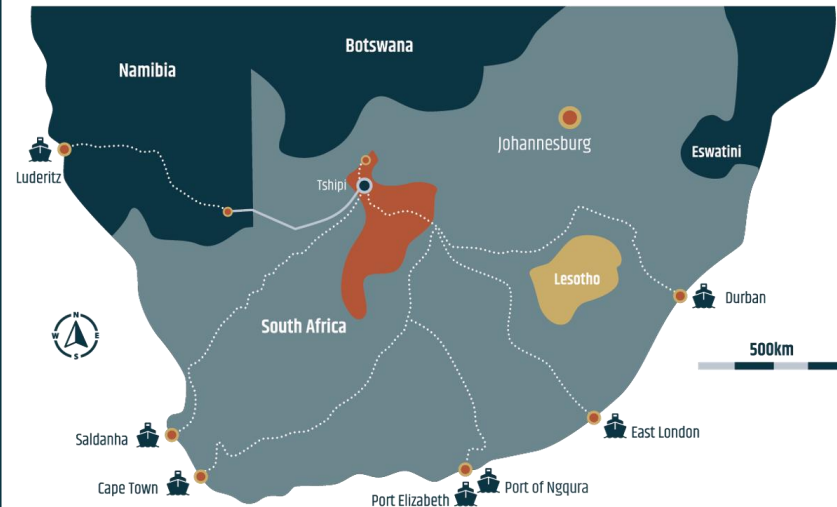 Botswana
Namibia
Johannesburg
Eswatini
Luderitz
Tshipi
Lesotho
Durban
N
W E
S
South Africa
500km
Saldanha
East London
Cape Town
Port of Ngqura
Port Elizabeth